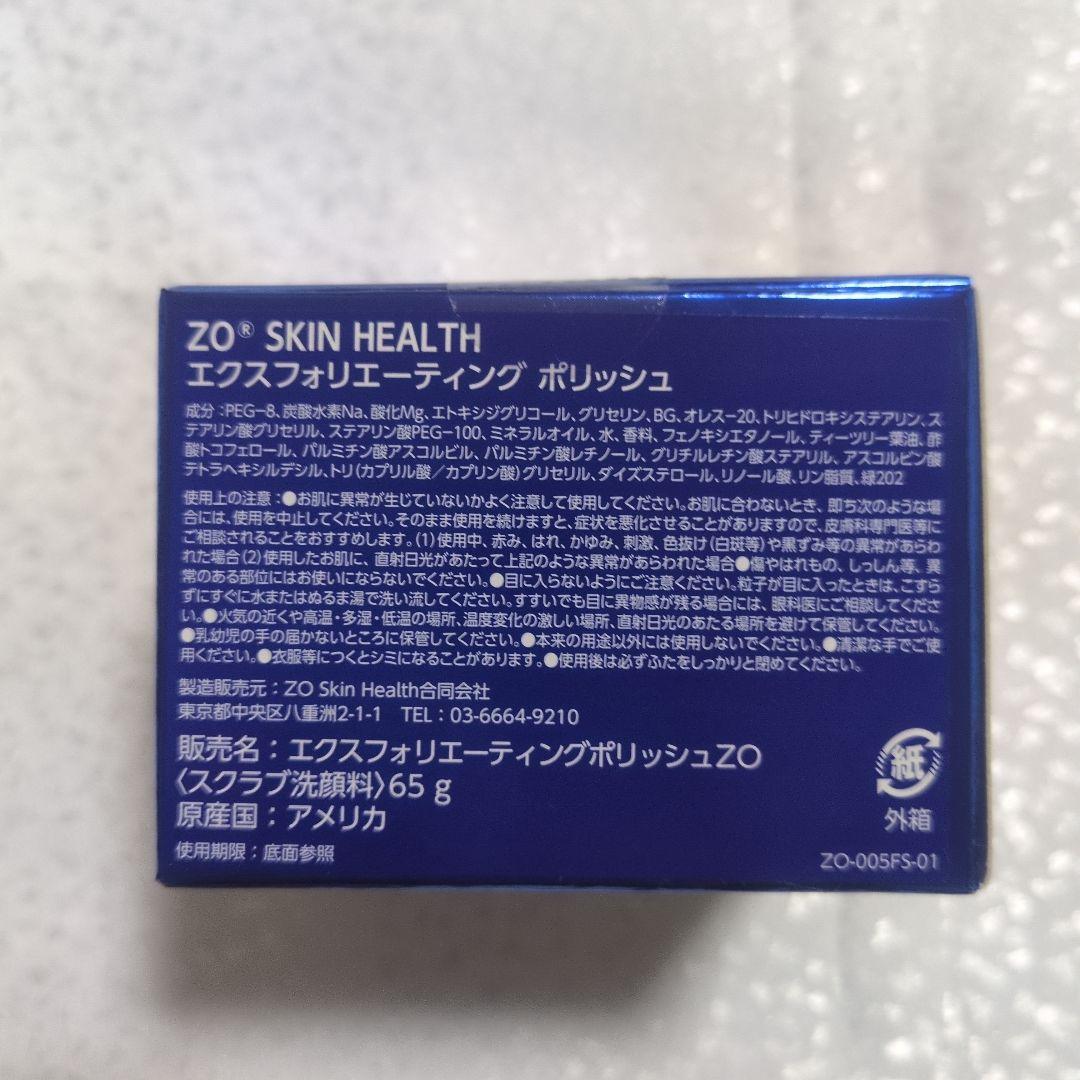 ZO® SKIN HEALTH
エクスフォリエーティング ポリッシュ
成分：PEG-8、炭酸水素Na、酸化Mg、エトキシジグリコール、グリセリン、BG、オレス-20、トリヒドロキシステアリン、ス
テアリン酸グリセリル、ステアリン酸PEG-100、ミネラルオイル、水、香料、フェノキシエタノール、ティーツリー葉油、酢
酸トコフェロール、パルミチン酸アスコルビル、パルミチン酸レチノール、グリチルレチン酸ステアリル、アスコルビン酸
テトラヘキシルデシル、トリ（カプリル酸／カプリン酸）グリセリル、ダイズステロール、リノール酸、リン脂質、緑202
使用上の注意：●お肌に異常が生じていないかよく注意して使用してください。お肌に合わないとき、即ち次のような場
合には、使用を中止してください。そのまま使用を続けますと、症状を悪化させることがありますので、皮膚科専門医等に
ご相談されることをおすすめします。（1）使用中、赤み、はれ、かゆみ、刺激、色抜け（白斑等）や黒ずみ等の異常があらわ
れた場合（2）使用したお肌に、直射日光があたって上記のような異常があらわれた場合●傷やはれもの、しっしん等、異
常のある部位にはお使いにならないでください。●目に入らないようにご注意ください。粒子が目に入ったときは、こすら
ずにすぐに水またはぬるま湯で洗い流してください。すすいでも目に異物感が残る場合には、眼科医にご相談してくださ
い。●火気の近くや高温・多湿・低温の場所、温度変化の激しい場所、直射日光のあたる場所を避けて保管してください。
●乳幼児の手の届かないところに保管してください。●本来の用途以外には使用しないでください。●清潔な手でご使
用ください。●衣服等につくとシミになることがあります。●使用後は必ずふたをしっかりと閉めてください。
製造販売元：ZO Skin Health合同会社
東京都中央区八重洲2-1-1 TEL：03-6664-9210
販売名：エクスフォリエーティングポリッシュZO
〈スクラブ洗顔料〉65 g
原産国：アメリカ
使用期限：底面参照
紙
外箱
ZO-005FS-01